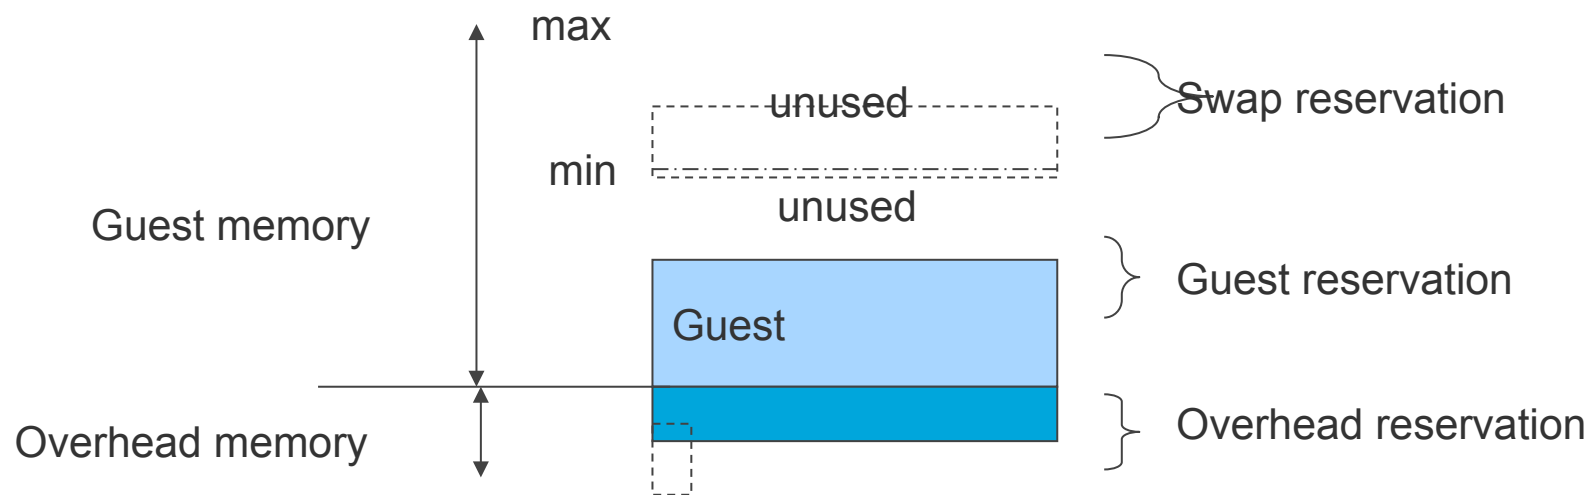 max
unused
Swap reservation
min
unused
Guest memory
Guest reservation
Guest
Overhead reservation
Overhead memory